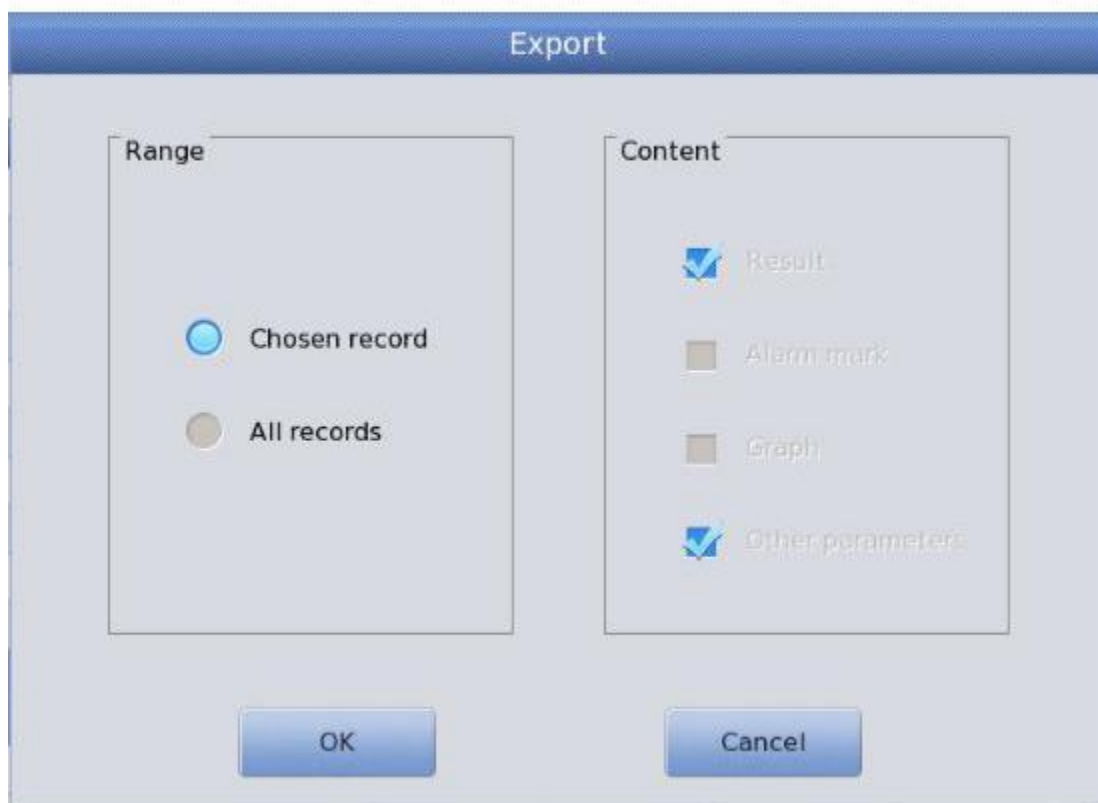 Export
Range
Chosen record
All records
Content
Result
Alarm mark
Graph
Other parameters
OK
Cancel